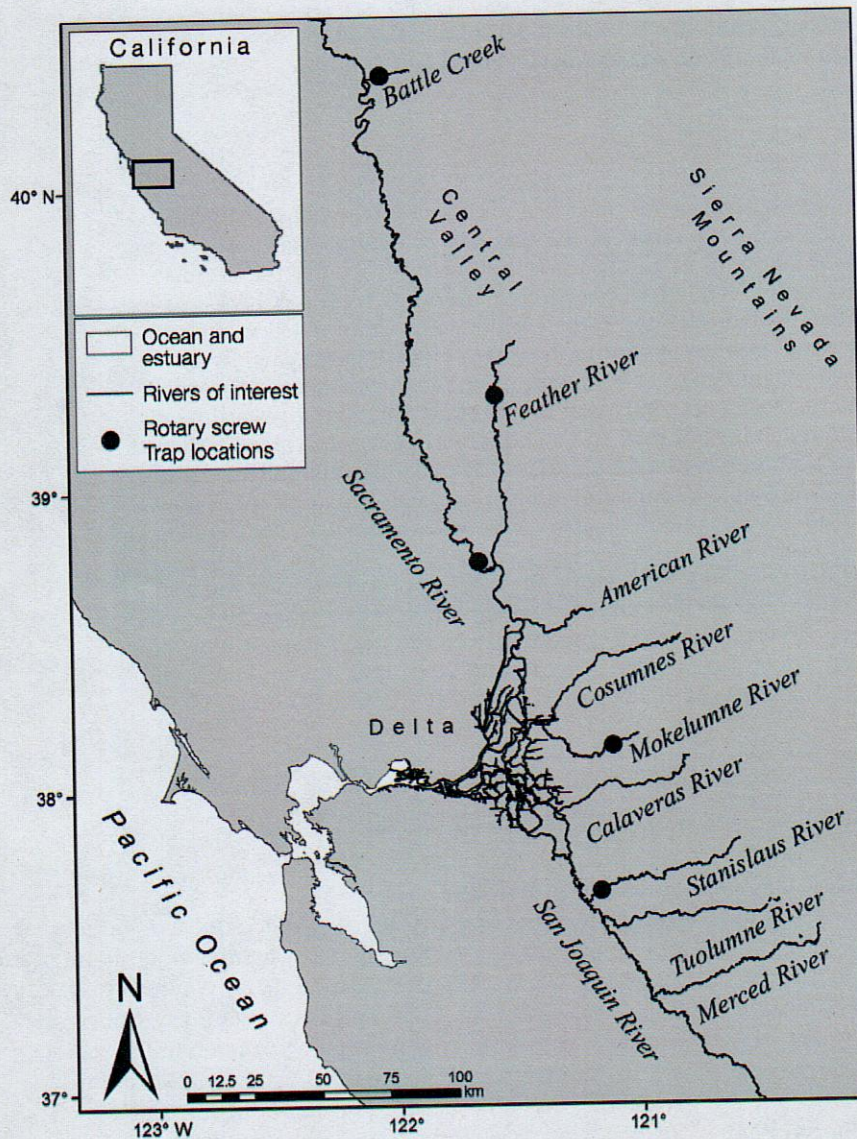 California
Ocean and
estuary
Rivers of interest
Rotary screw
Trap locations
Battle Creek
Central
Valley
Sierra Nevada
Mountains
Feather River
Sacramento River
American River
Cosumnes River
Delta
Mokelumne River
Calaveras River
Stanislaus River
San Joaquin River
Tuolumne River
Merced River
Pacific Ocean
N
0 12.5 25 50 75 100
km
40° N
39°
38°
37°
123° W
122°
121°